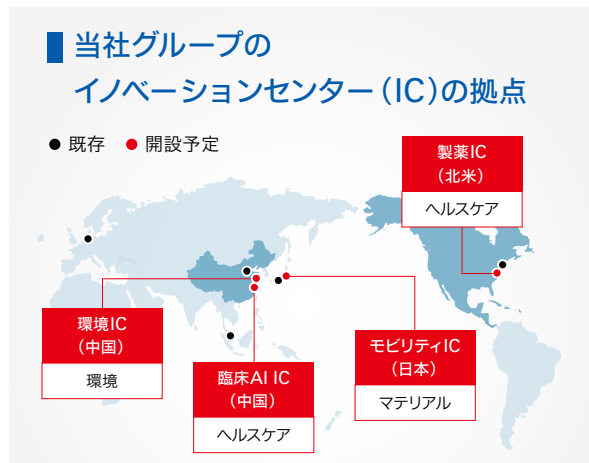 当社グループの
イノベーションセンター（IC）の拠点
● 既存 ● 開設予定
製薬IC
（北米）
ヘルスケア
環境IC
（中国）
環境
臨床AI IC
（中国）
ヘルスケア
モビリティIC
（日本）
マテリアル